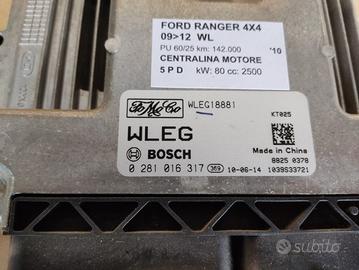 FORD RANGER 4X4
09>12 WL
PU 60/25 km: 142.000 '10
CENTRALINA MOTORE
5 P D kW: 80 cc: 2500
FoMoCo WLEG18881
KT025
WLEG
BOSCH
Made in China
8825 0378
0 281 016 317 369 10-06-14 1039S33721
subito